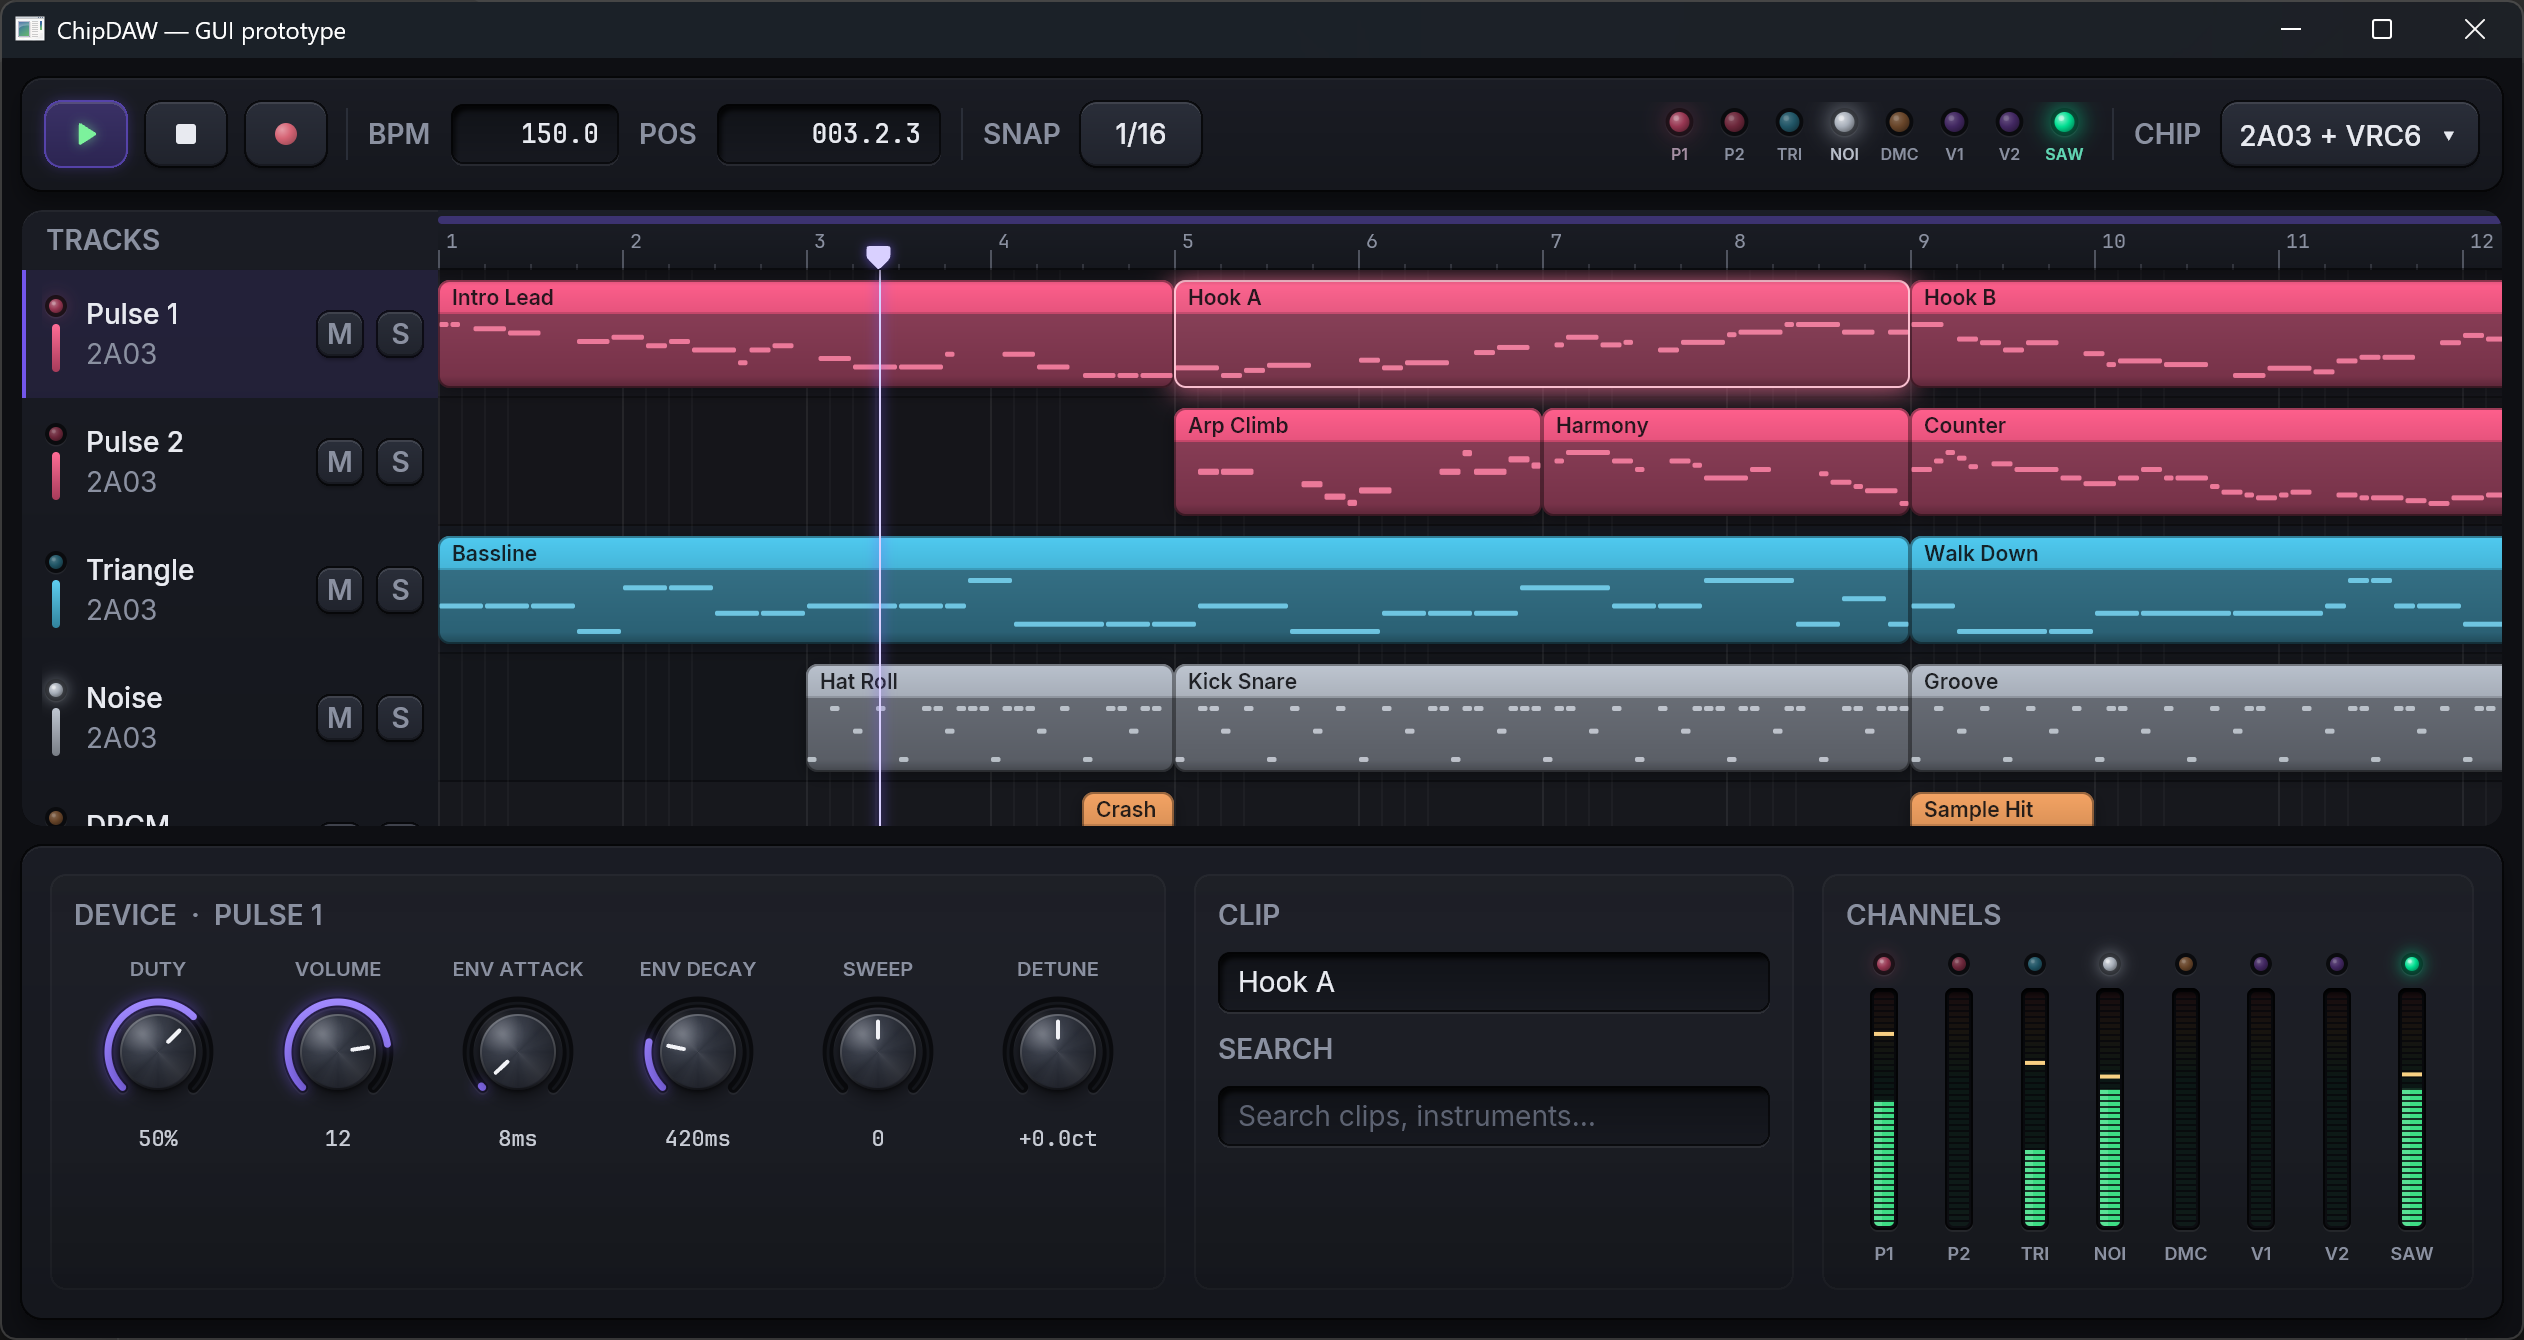 ChipDAW — GUI prototype
BPM 150.0 POS 003.2.3 SNAP 1/16
P1 P2 TRI NOI DMC V1 V2 SAW
CHIP 2A03 + VRC6
TRACKS
1 2 3 4 5 6 7 8 9 10 11 12
Pulse 1
2A03
M S
Intro Lead Hook A Hook B
Pulse 2
2A03
M S
Arp Climb Harmony Counter
Triangle
2A03
M S
Bassline Walk Down
Noise
2A03
M S
Hat Roll Kick Snare Groove
DPCM
Crash Sample Hit
DEVICE · PULSE 1
DUTY VOLUME ENV ATTACK ENV DECAY SWEEP DETUNE
50% 12 8ms 420ms 0 +0.0ct
CLIP
Hook A
SEARCH
Search clips, instruments...
CHANNELS
P1 P2 TRI NOI DMC V1 V2 SAW